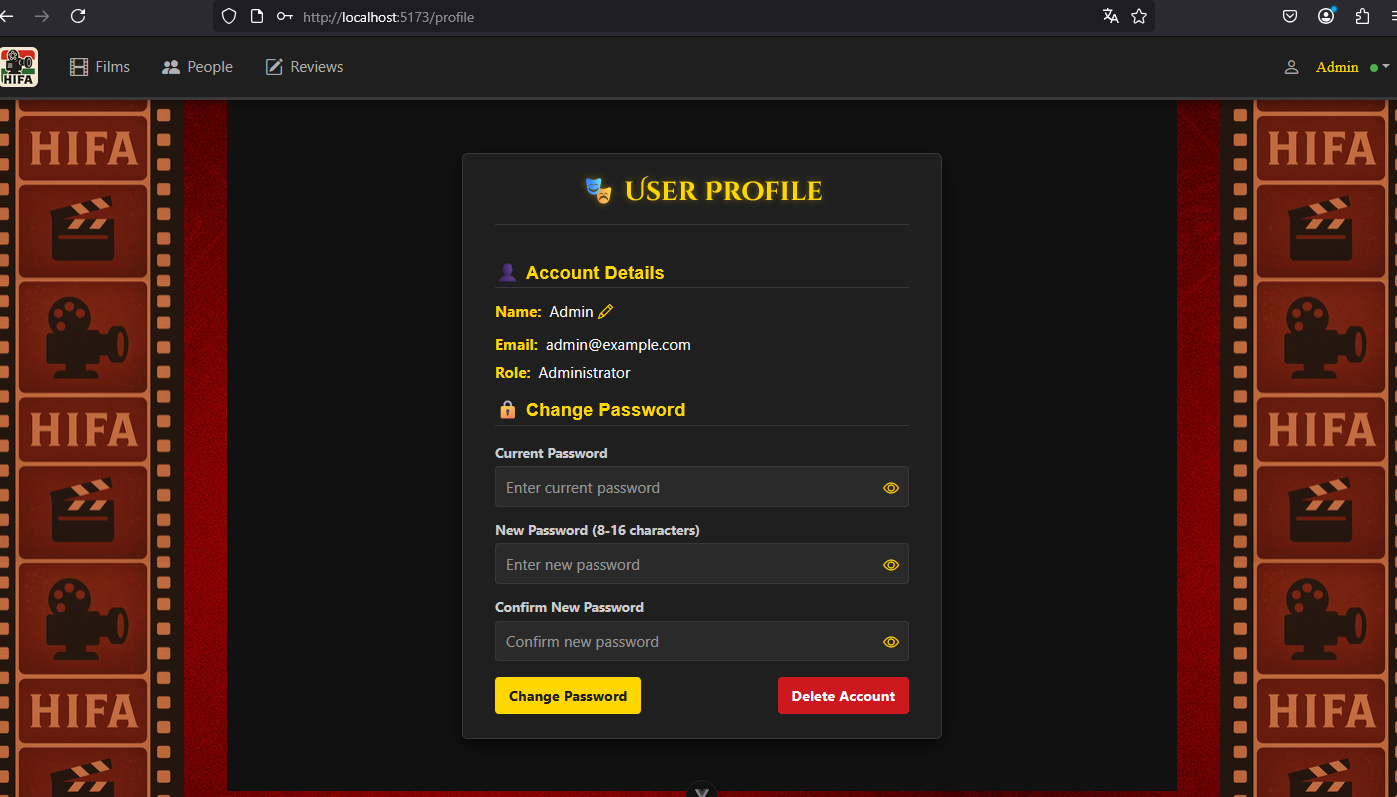 http://localhost:5173/profile
HIFA
Films
People
Reviews
Admin
HIFA
HIFA
USER PROFILE
Account Details
Name: Admin
Email: admin@example.com
Role: Administrator
Change Password
Current Password
Enter current password
New Password (8-16 characters)
Enter new password
Confirm New Password
Confirm new password
Change Password
Delete Account
HIFA
HIFA
HIFA
HIFA